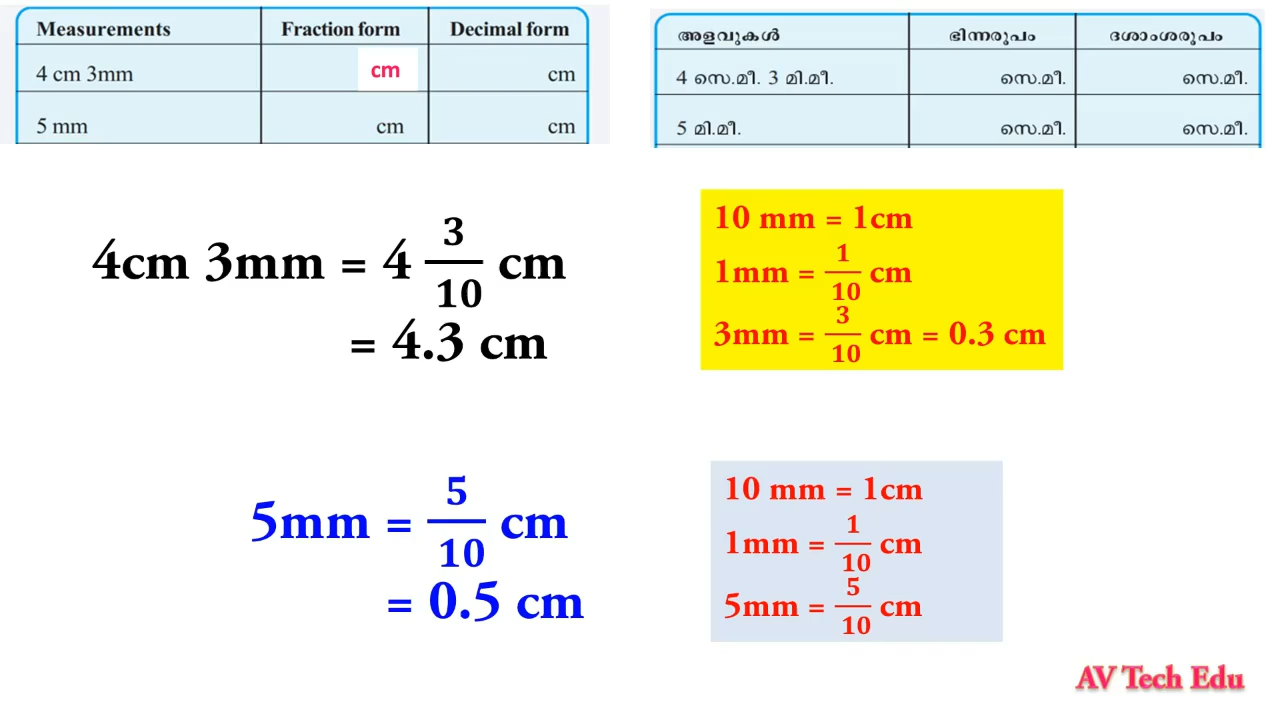 Measurements Fraction form Decimal form
4 cm 3mm cm cm
5 mm cm cm
അളവുകൾ ഭിന്നരൂപം ദശാംശരൂപം
4 സെ.മീ. 3 മി.മീ. സെ.മീ. സെ.മീ.
5 മി.മീ. സെ.മീ. സെ.മീ.
4cm 3mm = 4 3/10 cm
= 4.3 cm
10 mm = 1cm
1mm = 1/10 cm
3mm = 3/10 cm = 0.3 cm
5mm = 5/10 cm
= 0.5 cm
10 mm = 1cm
1mm = 1/10 cm
5mm = 5/10 cm
AV Tech Edu